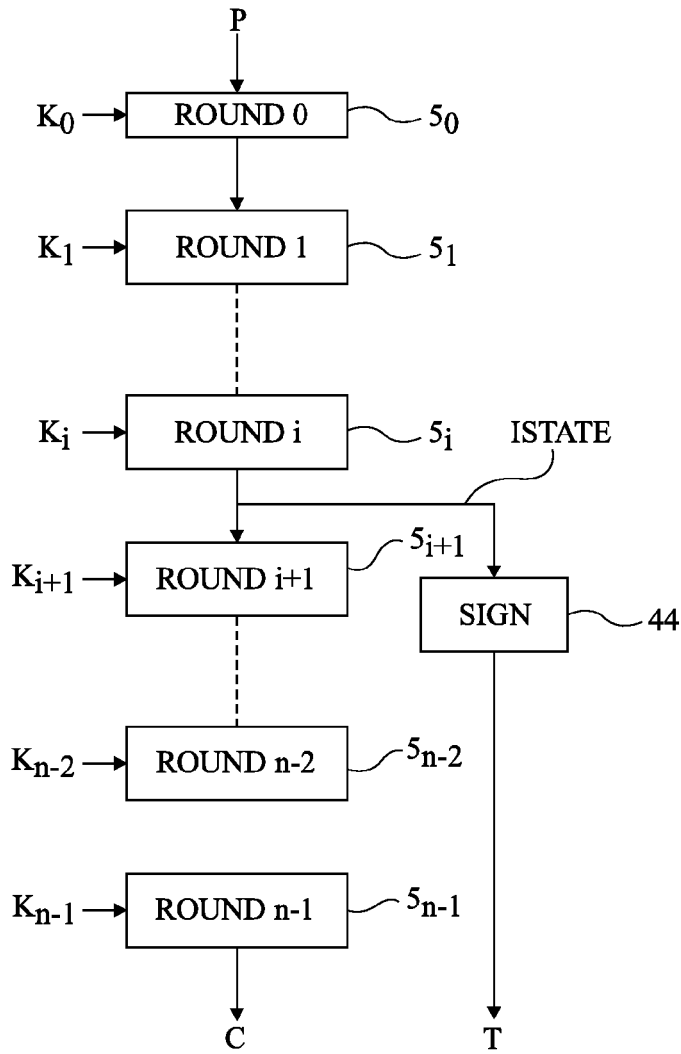 P
K0 ROUND 0 50
K1 ROUND 1 51
Ki ROUND i 5i
ISTATE
5i+1
Ki+1 ROUND i+1
SIGN 44
Kn-2 ROUND n-2 5n-2
Kn-1 ROUND n-1 5n-1
C T